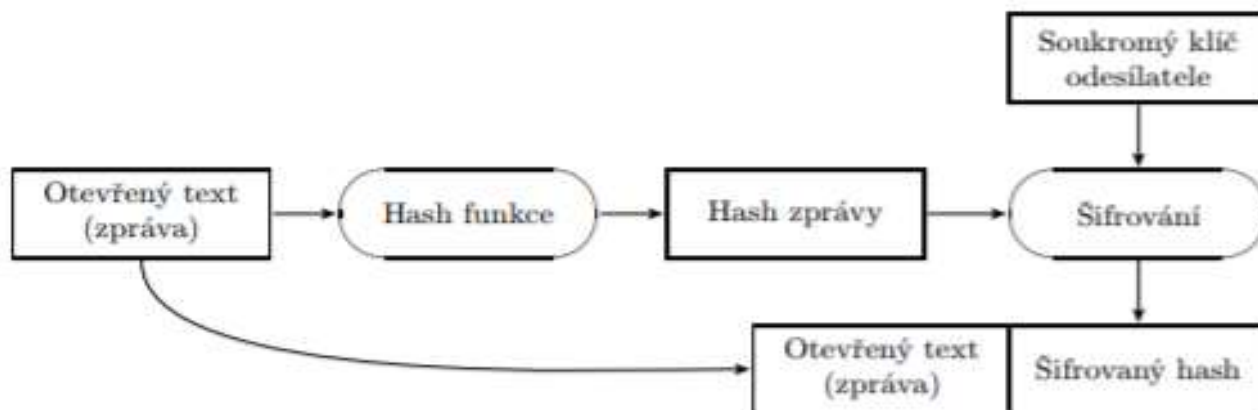 Soukromý klíč
odesílatele
Otevřený text
(zpráva)
Hash funkce
Hash zprávy
Šifrování
Otevřený text
(zpráva)
Šifrovaný hash